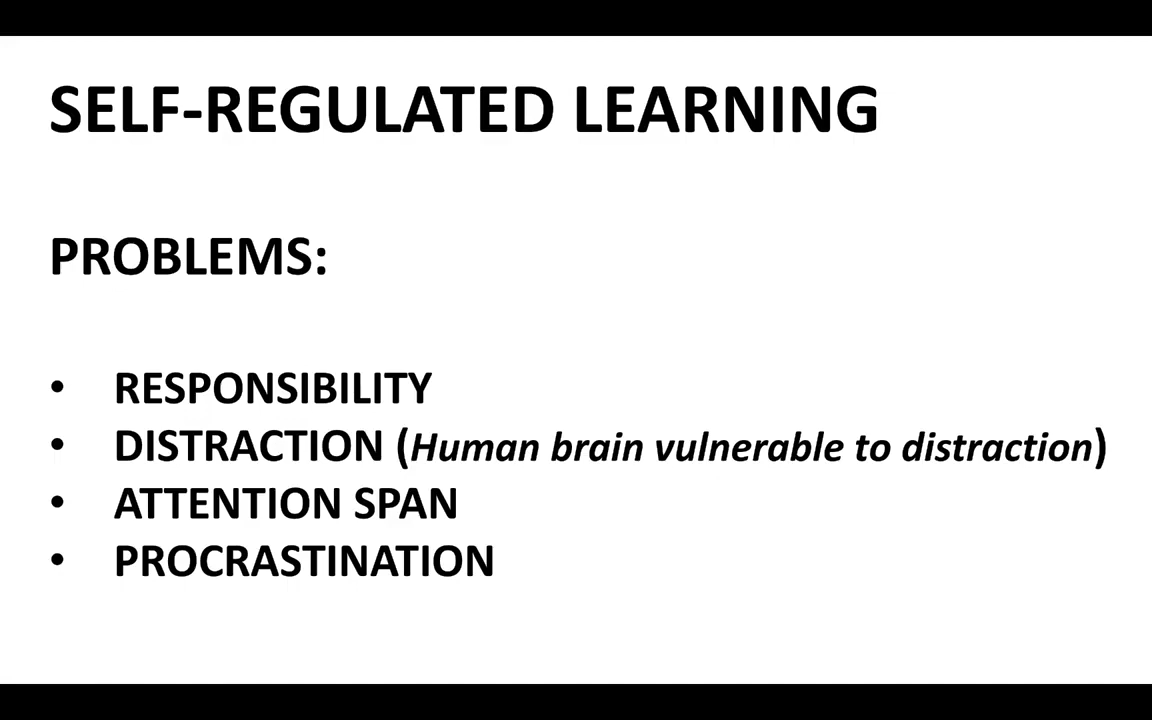 SELF-REGULATED LEARNING
PROBLEMS:
• RESPONSIBILITY
• DISTRACTION (Human brain vulnerable to distraction)
• ATTENTION SPAN
• PROCRASTINATION